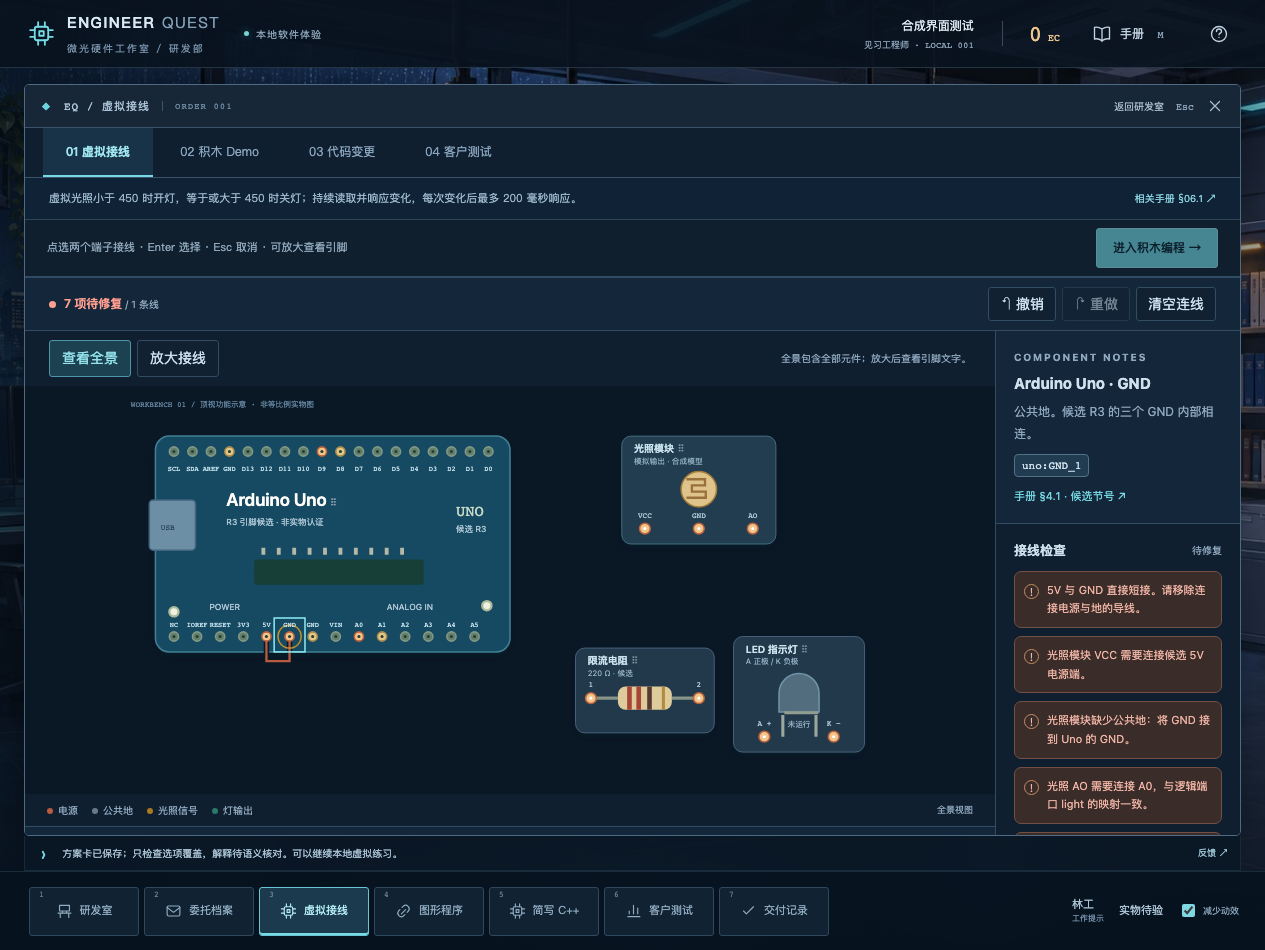 ENGINEER QUEST
微光硬件工作室 / 研发部
本地软件体验
合成界面测试
见习工程师 · LOCAL 001
0 EC
手册 M
EQ / 虚拟接线 ORDER 001
返回研发室 Esc
01 虚拟接线
02 积木 Demo
03 代码变更
04 客户测试
虚拟光照小于 450 时开灯，等于或大于 450 时关灯；持续读取并响应变化，每次变化后最多 200 毫秒响应。
相关手册 §06.1 ↗
点选两个端子接线 · Enter 选择 · Esc 取消 · 可放大查看引脚
进入积木编程 →
7 项待修复 / 1 条线
撤销
重做
清空连线
查看全景
放大接线
全景包含全部元件；放大后查看引脚文字。
WORKBENCH 01 / 顶视功能示意 · 非等比例实物图
SCL SDA AREF GND D13 D12 D11 D10 D9 D8 D7 D6 D5 D4 D3 D2 D1 D0
Arduino Uno
R3 引脚候选 · 非实物认证
UNO
候选 R3
USB
POWER
ANALOG IN
NC IOREF RESET 3V3 5V GND GND VIN A0 A1 A2 A3 A4 A5
光照模块
模拟输出 · 合成模型
VCC GND AO
限流电阻
220 Ω · 候选
1 2
LED 指示灯
A 正极 / K 负极
A + 未运行 K −
电源
公共地
光照信号
灯输出
全景视图
COMPONENT NOTES
Arduino Uno · GND
公共地。候选 R3 的三个 GND 内部相
连。
uno:GND_1
手册 §4.1 · 候选节号 ↗
接线检查 待修复
5V 与 GND 直接短接。请移除连
接电源与地的导线。
光照模块 VCC 需要连接候选 5V
电源端。
光照模块缺少公共地：将 GND 接
到 Uno 的 GND。
光照 AO 需要连接 A0，与逻辑端
口 light 的映射一致。
方案卡已保存；只检查选项覆盖，解释待语义核对。可以继续本地虚拟练习。
反馈 ↗
1 研发室
2 委托档案
3 虚拟接线
4 图形程序
5 简写 C++
6 客户测试
7 交付记录
林工
工作提示
实物待验
减少动效